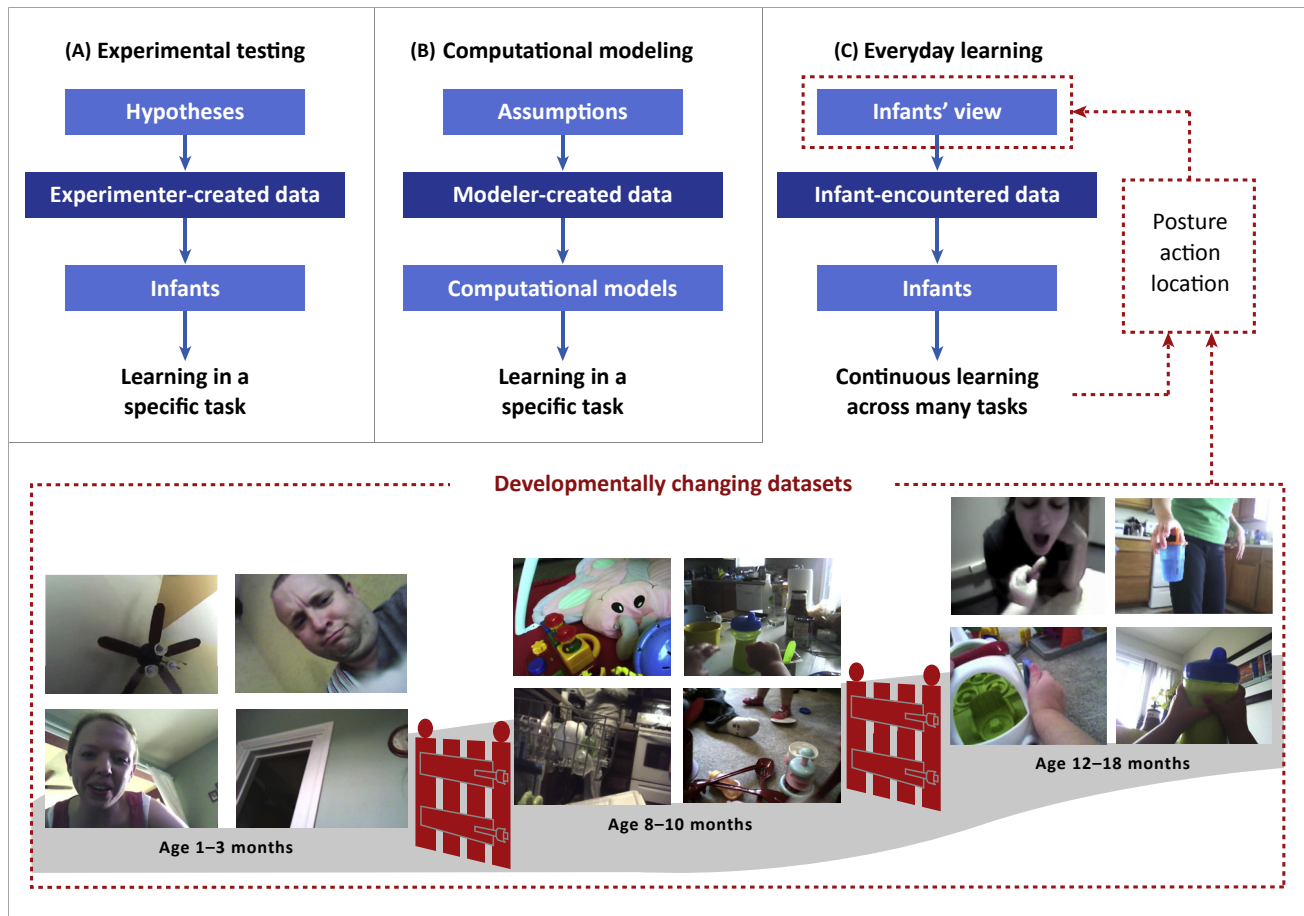 (A) Experimental testing
Hypotheses
Experimenter-created data
Infants
Learning in a
specific task
(B) Computational modeling
Assumptions
Modeler-created data
Computational models
Learning in a
specific task
(C) Everyday learning
Infants’ view
Infant-encountered data
Infants
Continuous learning
across many tasks
Posture
action
location
Developmentally changing datasets
Age 1–3 months
Age 8–10 months
Age 12–18 months